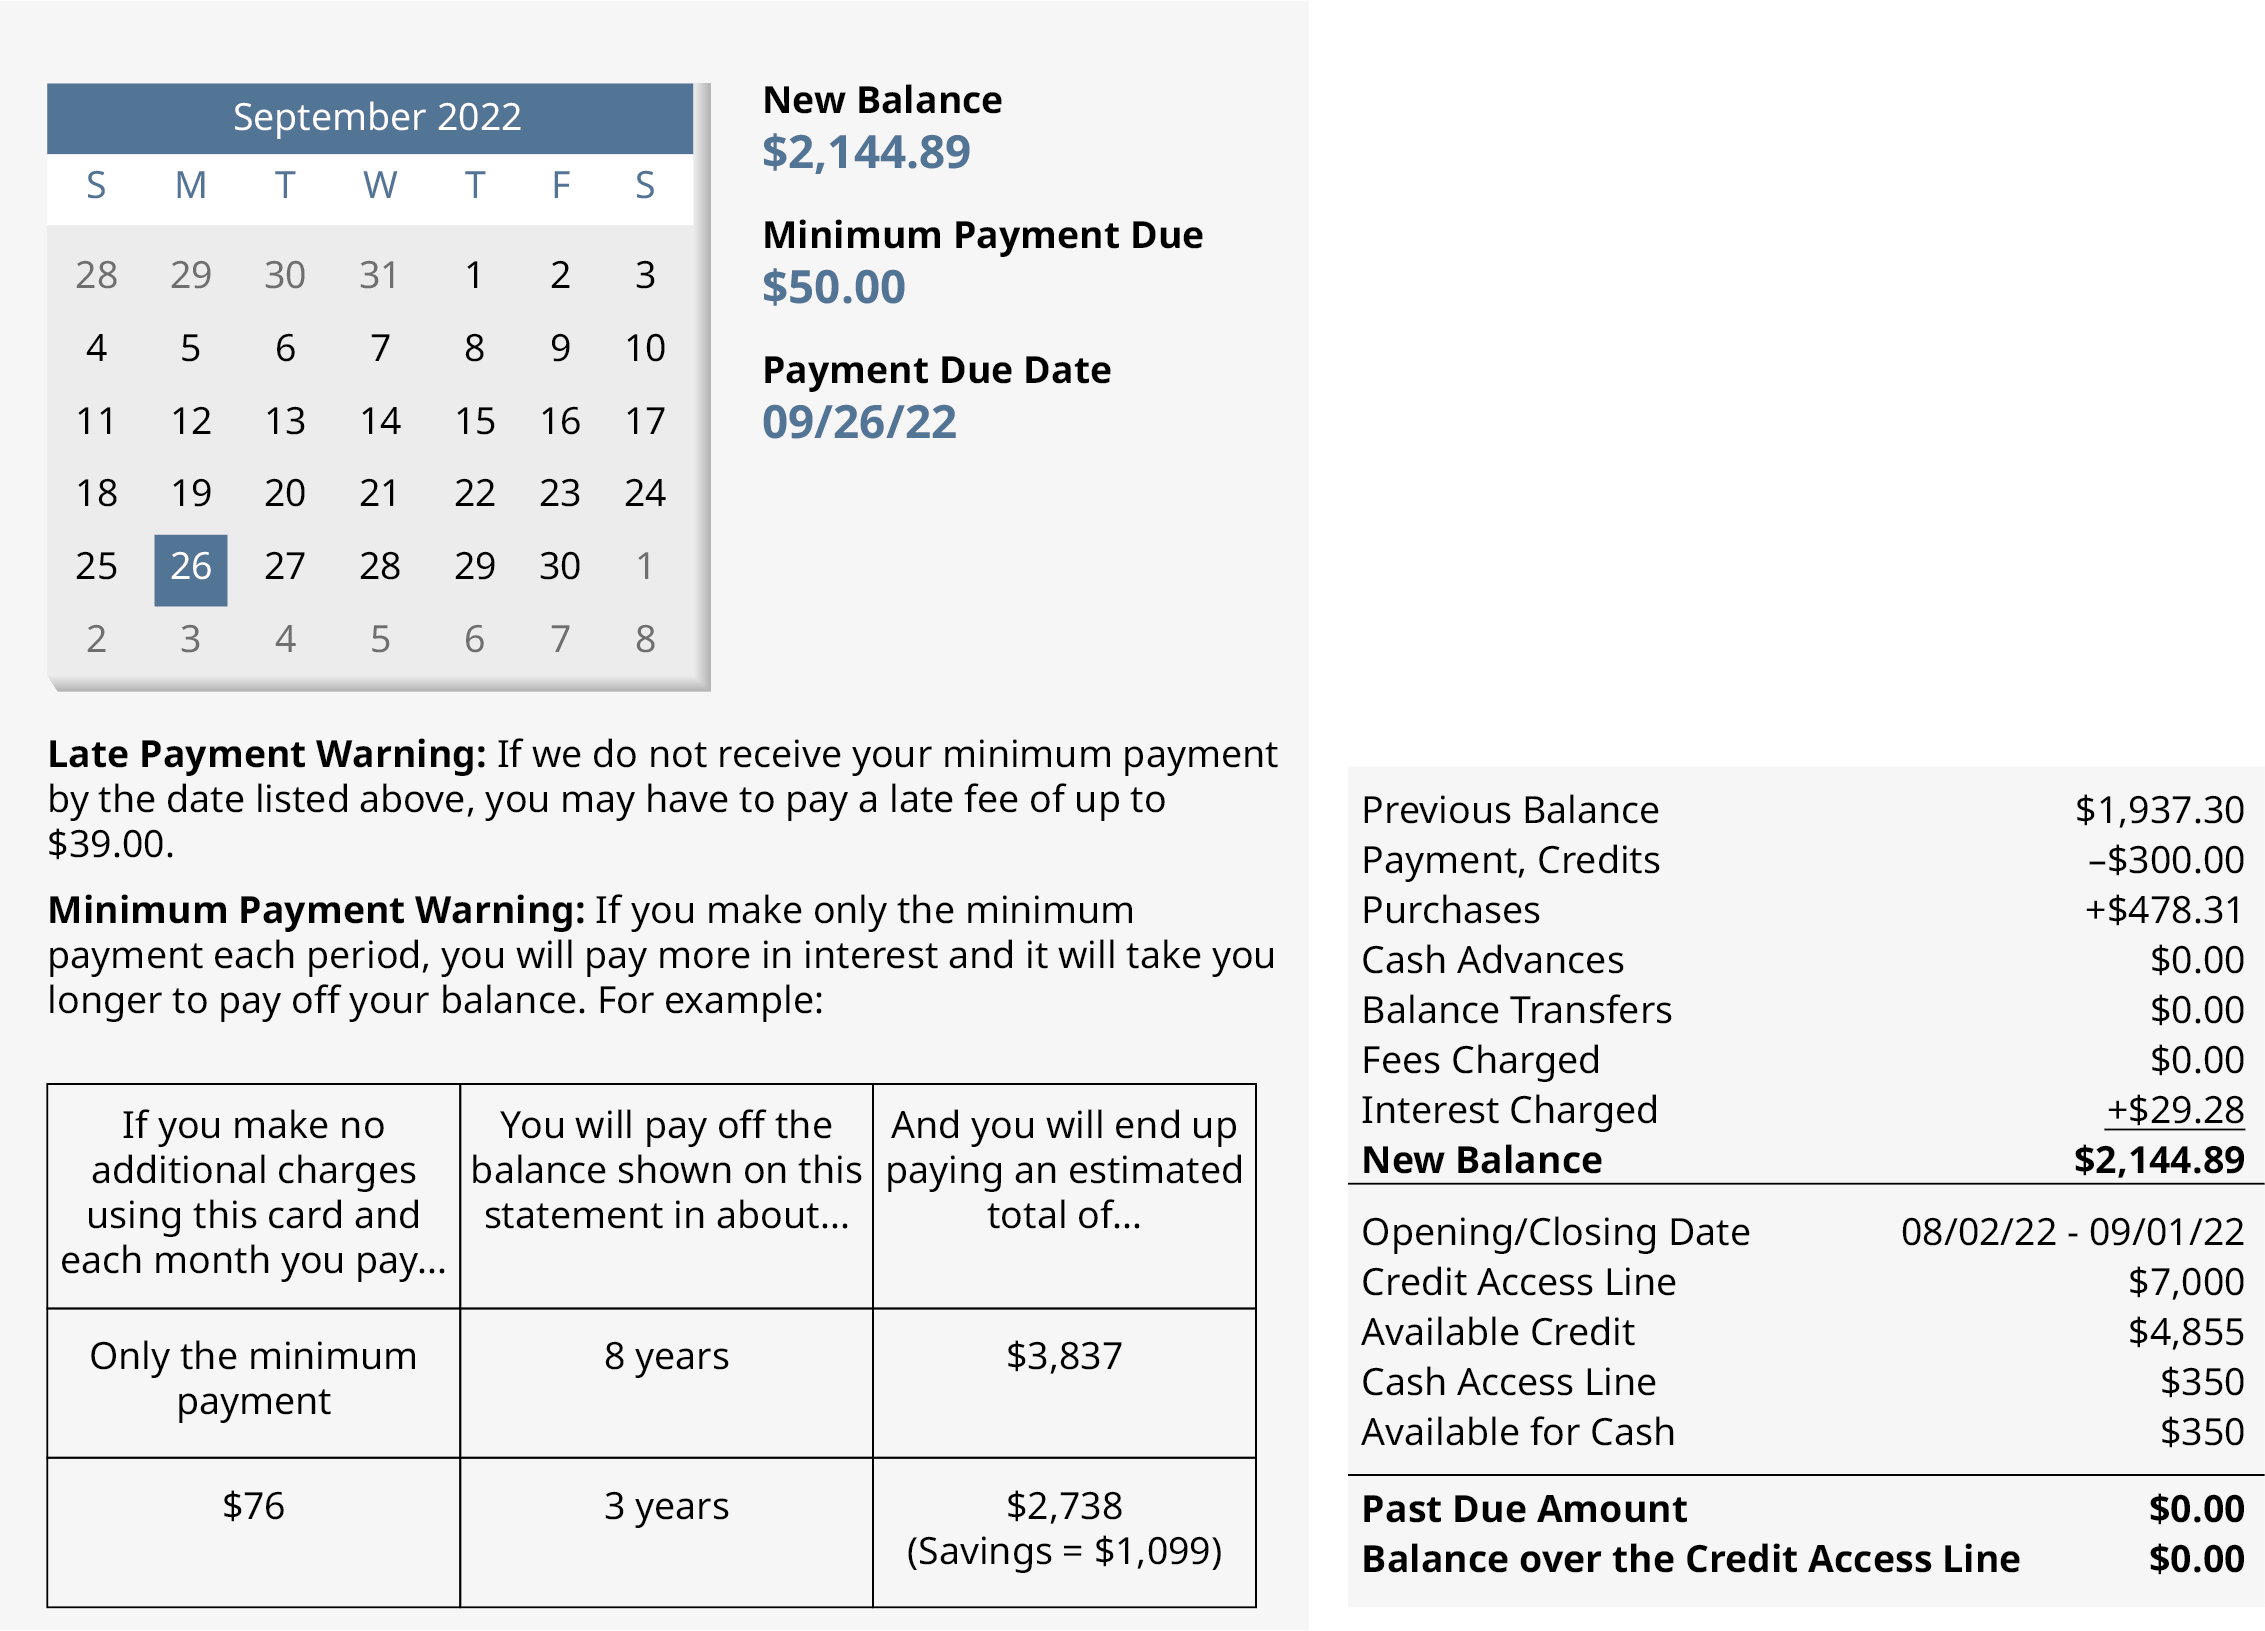 September 2022
S M T W T F S
28 29 30 31 1 2 3
4 5 6 7 8 9 10
11 12 13 14 15 16 17
18 19 20 21 22 23 24
25 26 27 28 29 30 1
2 3 4 5 6 7 8
New Balance
$2,144.89
Minimum Payment Due
$50.00
Payment Due Date
09/26/22
Late Payment Warning: If we do not receive your minimum payment
by the date listed above, you may have to pay a late fee of up to
$39.00.
Minimum Payment Warning: If you make only the minimum
payment each period, you will pay more in interest and it will take you
longer to pay off your balance. For example:
If you make no
additional charges
using this card and
each month you pay...
You will pay off the
balance shown on this
statement in about...
And you will end up
paying an estimated
total of...
Only the minimum
payment
8 years
$3,837
$76
3 years
$2,738
(Savings = $1,099)
Previous Balance $1,937.30
Payment, Credits –$300.00
Purchases +$478.31
Cash Advances $0.00
Balance Transfers $0.00
Fees Charged $0.00
Interest Charged +$29.28
New Balance $2,144.89
Opening/Closing Date 08/02/22 - 09/01/22
Credit Access Line $7,000
Available Credit $4,855
Cash Access Line $350
Available for Cash $350
Past Due Amount $0.00
Balance over the Credit Access Line $0.00